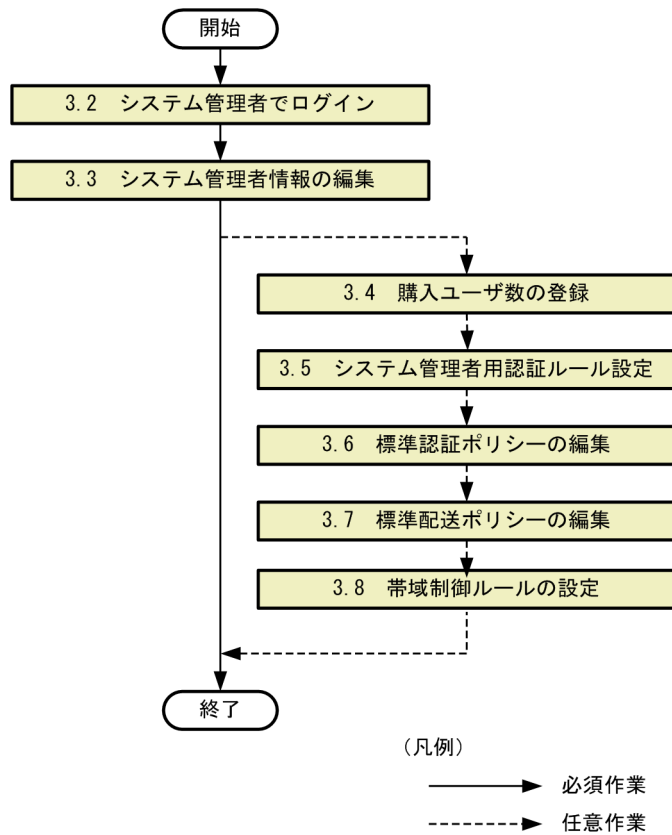 開始
3.2 システム管理者でログイン
3.3 システム管理者情報の編集
3.4 購入ユーザ数の登録
3.5 システム管理者用認証ルール設定
3.6 標準認証ポリシーの編集
3.7 標準配送ポリシーの編集
3.8 帯域制御ルールの設定
終了
(凡例)
必須作業
任意作業